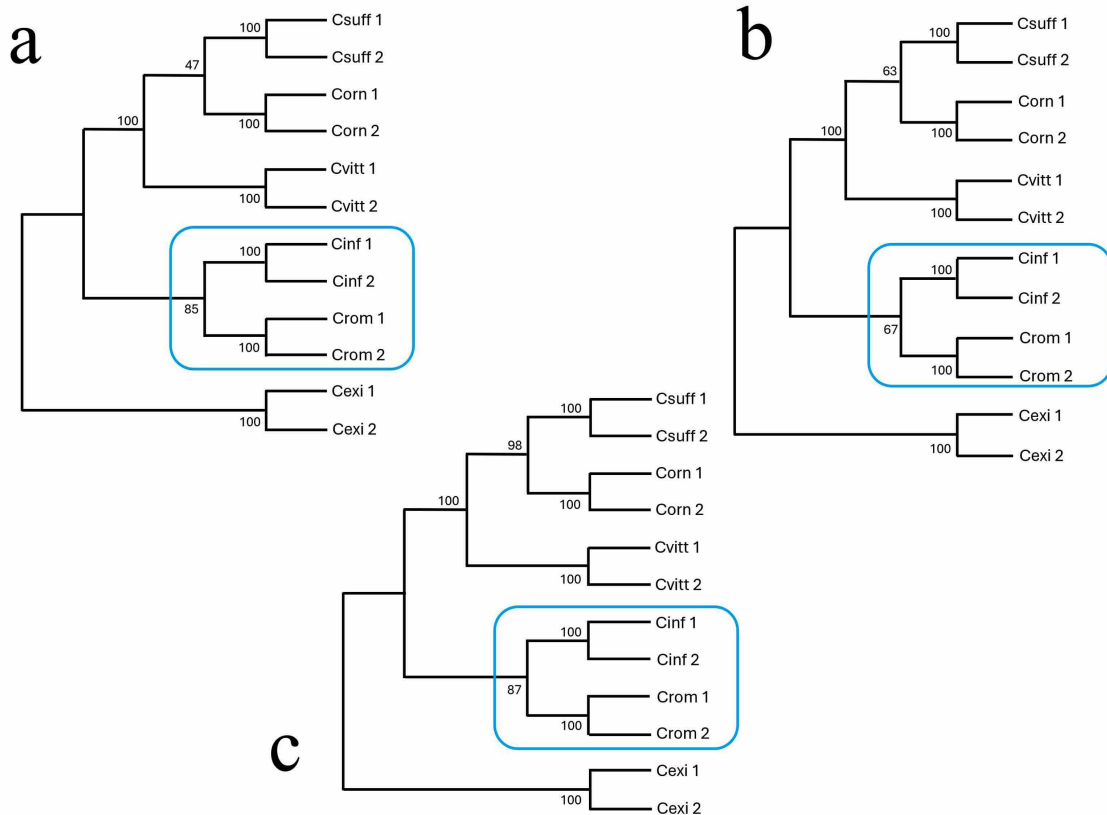 a
100
Csuff 1
Csuff 2
47
Corn 1
100
Corn 2
100
Cvitt 1
100
Cvitt 2
Cinf 1
100
Cinf 2
85
Crom 1
100
Crom 2
Cexi 1
100
Cexi 2
b
100
Csuff 1
Csuff 2
63
Corn 1
100
Corn 2
100
Cvitt 1
100
Cvitt 2
Cinf 1
100
Cinf 2
67
Crom 1
100
Crom 2
Cexi 1
100
Cexi 2
c
100
Csuff 1
Csuff 2
98
Corn 1
100
Corn 2
100
Cvitt 1
100
Cvitt 2
Cinf 1
100
Cinf 2
87
Crom 1
100
Crom 2
Cexi 1
100
Cexi 2